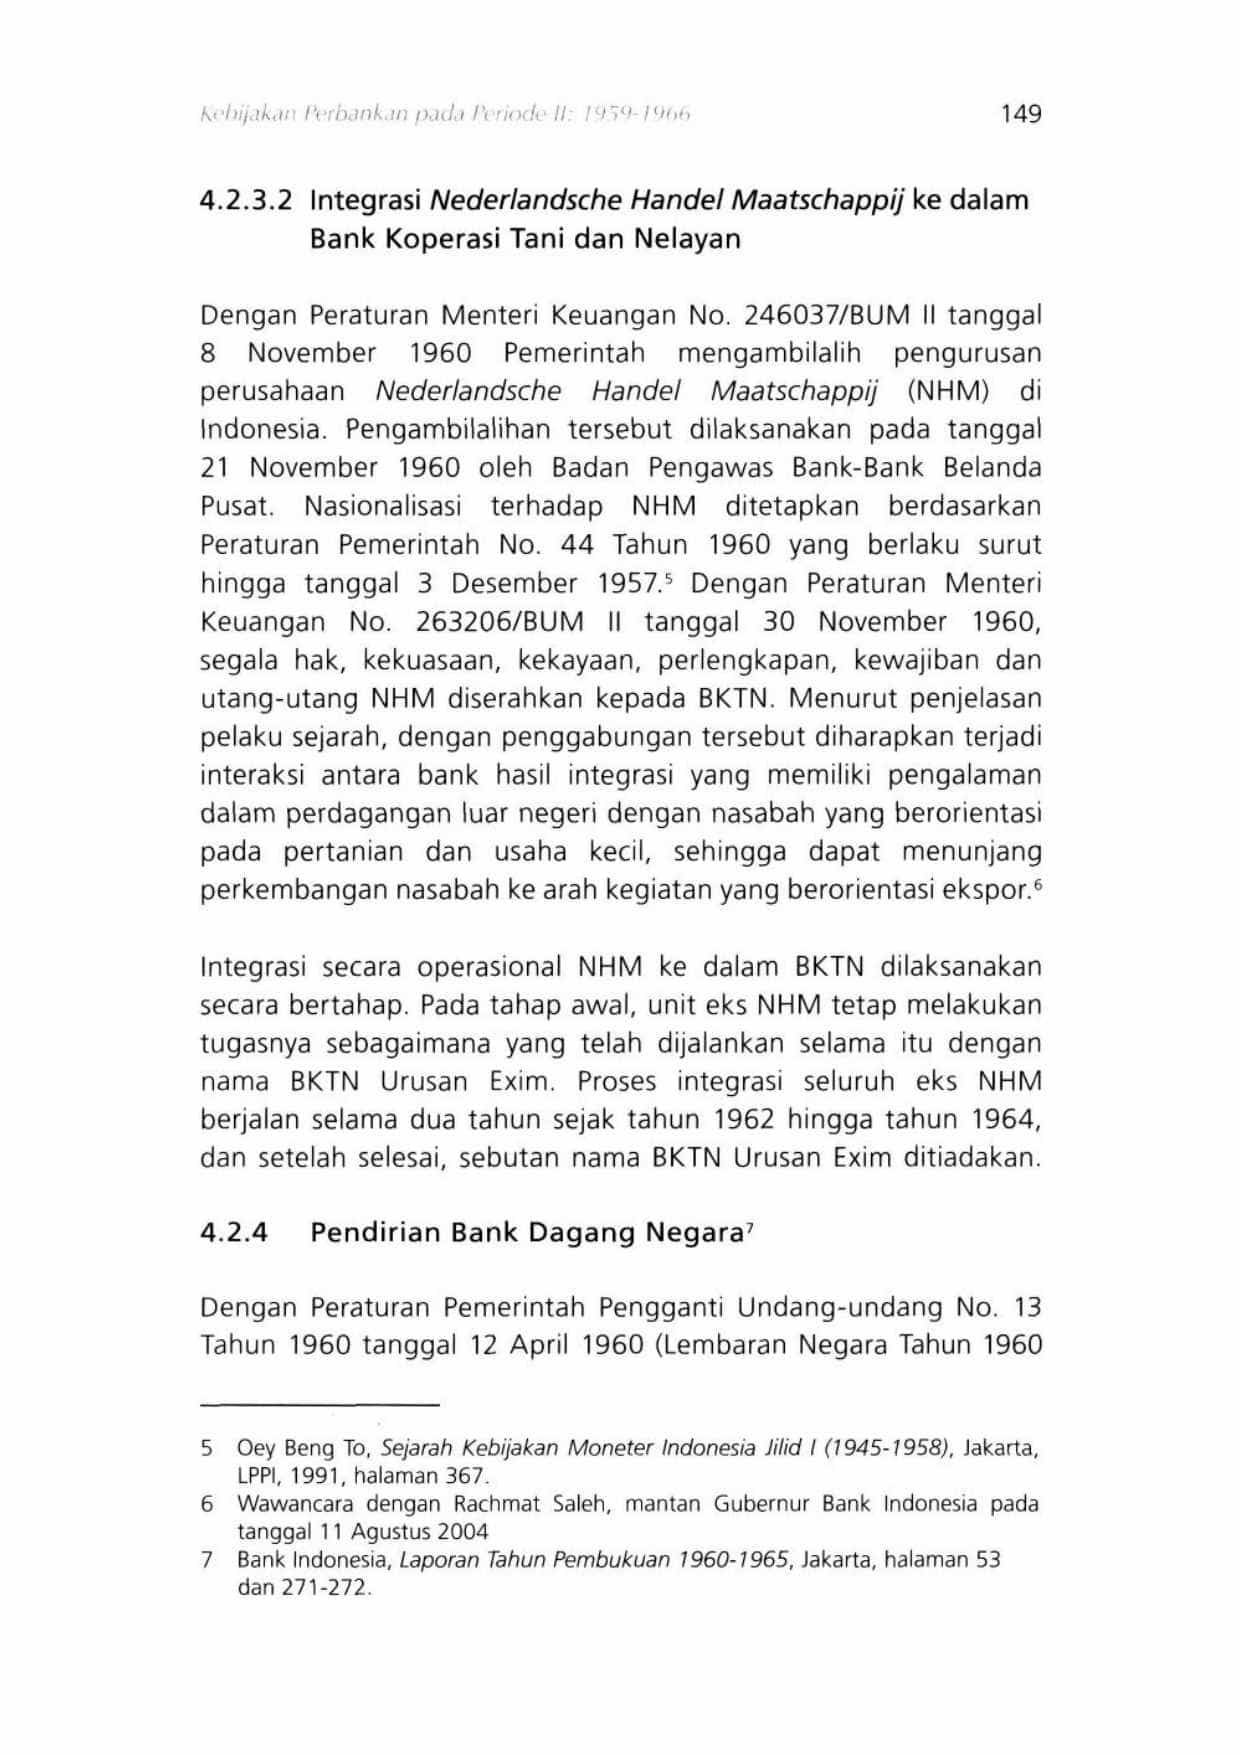 Kebijakan Perbankan pada Periode II: 1959-1966 149
4.2.3.2 Integrasi Nederlandsche Handel Maatschappij ke dalam
Bank Koperasi Tani dan Nelayan
Dengan Peraturan Menteri Keuangan No. 246037/BUM II tanggal
8 November 1960 Pemerintah mengambilalih pengurusan
perusahaan Nederlandsche Handel Maatschappij (NHM) di
Indonesia. Pengambilalihan tersebut dilaksanakan pada tanggal
21 November 1960 oleh Badan Pengawas Bank-Bank Belanda
Pusat. Nasionalisasi terhadap NHM ditetapkan berdasarkan
Peraturan Pemerintah No. 44 Tahun 1960 yang berlaku surut
hingga tanggal 3 Desember 1957.⁵ Dengan Peraturan Menteri
Keuangan No. 263206/BUM II tanggal 30 November 1960,
segala hak, kekuasaan, kekayaan, perlengkapan, kewajiban dan
utang-utang NHM diserahkan kepada BKTN. Menurut penjelasan
pelaku sejarah, dengan penggabungan tersebut diharapkan terjadi
interaksi antara bank hasil integrasi yang memiliki pengalaman
dalam perdagangan luar negeri dengan nasabah yang berorientasi
pada pertanian dan usaha kecil, sehingga dapat menunjang
perkembangan nasabah ke arah kegiatan yang berorientasi ekspor.⁶
Integrasi secara operasional NHM ke dalam BKTN dilaksanakan
secara bertahap. Pada tahap awal, unit eks NHM tetap melakukan
tugasnya sebagaimana yang telah dijalankan selama itu dengan
nama BKTN Urusan Exim. Proses integrasi seluruh eks NHM
berjalan selama dua tahun sejak tahun 1962 hingga tahun 1964,
dan setelah selesai, sebutan nama BKTN Urusan Exim ditiadakan.
4.2.4 Pendirian Bank Dagang Negara⁷
Dengan Peraturan Pemerintah Pengganti Undang-undang No. 13
Tahun 1960 tanggal 12 April 1960 (Lembaran Negara Tahun 1960
5 Oey Beng To, Sejarah Kebijakan Moneter Indonesia Jilid I (1945-1958), Jakarta,
LPPI, 1991, halaman 367.
6 Wawancara dengan Rachmat Saleh, mantan Gubernur Bank Indonesia pada
tanggal 11 Agustus 2004
7 Bank Indonesia, Laporan Tahun Pembukuan 1960-1965, Jakarta, halaman 53
dan 271-272.